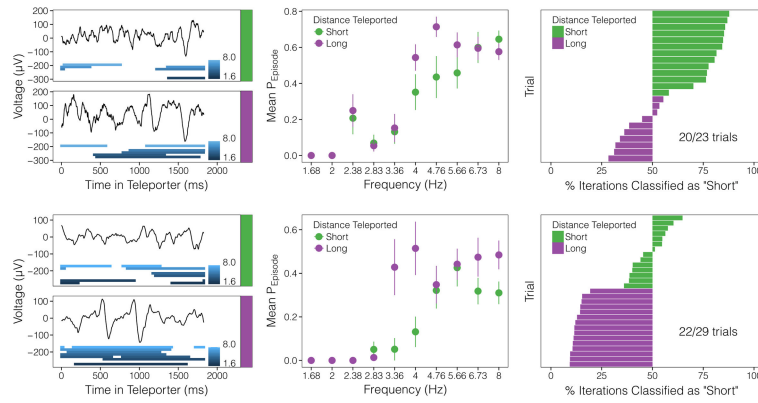 200
100
0
−100
−200
−300
Voltage (µV)
8.0
1.6
200
100
0
−100
−200
−300
Voltage (µV)
8.0
1.6
0 500 1000 1500 2000
Time in Teleporter (ms)
Mean PEpisode
0.8
0.6
0.4
0.2
0.0
Distance Teleported
Short
Long
1.68 2 2.38 2.83 3.36 4 4.76 5.66 6.73 8
Frequency (Hz)
Trial
Distance Teleported
Short
Long
20/23 trials
0 25 50 75 100
% Iterations Classified as "Short"
100
0
−100
−200
Voltage (µV)
8.0
1.6
100
0
−100
−200
Voltage (µV)
8.0
1.6
0 500 1000 1500 2000
Time in Teleporter (ms)
Mean PEpisode
0.6
0.4
0.2
0.0
Distance Teleported
Short
Long
1.68 2 2.38 2.83 3.36 4 4.76 5.66 6.73 8
Frequency (Hz)
Trial
Distance Teleported
Short
Long
22/29 trials
0 25 50 75 100
% Iterations Classified as "Short"